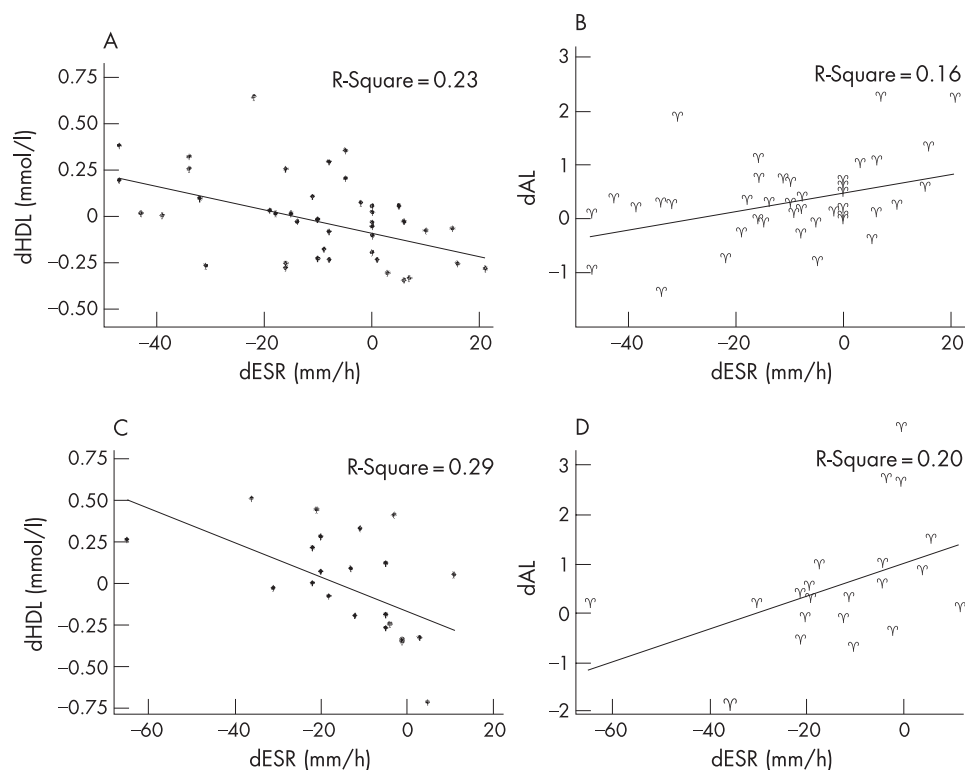 A
R-Square = 0.23
0.75
0.50
0.25
0
−0.25
−0.50
dHDL (mmol/l)
−40
−20
0
20
dESR (mm/h)
B
R-Square = 0.16
3
2
1
0
−1
dAL
−40
−30
−20
−10
0
10
20
dESR (mm/h)
C
R-Square = 0.29
0.75
0.50
0.25
0
−0.25
−0.50
−0.75
dHDL (mmol/l)
−60
−40
−20
0
20
dESR (mm/h)
D
R-Square = 0.20
3
2
1
0
−1
−2
dAL
−60
−40
−20
0
dESR (mm/h)